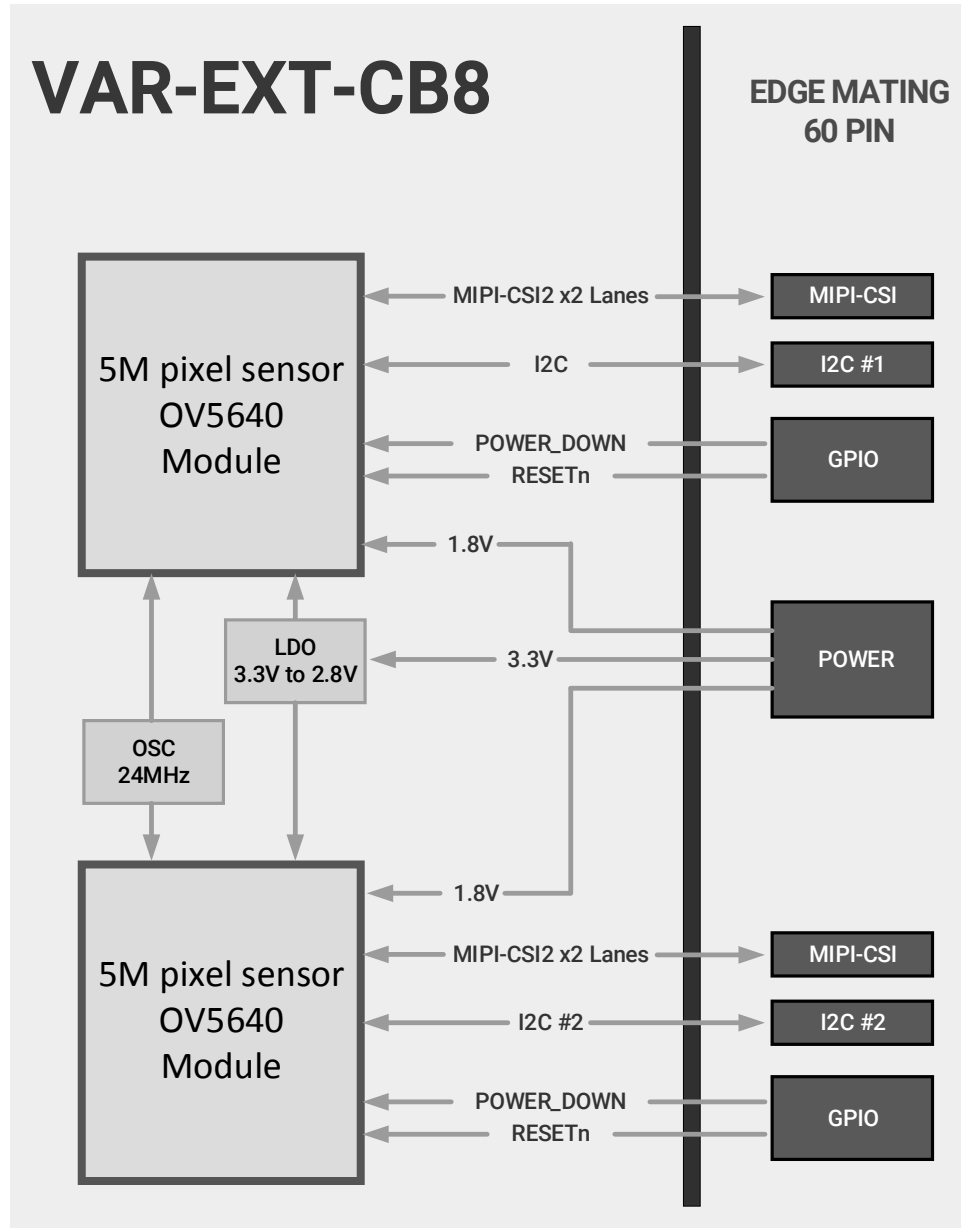 VAR-EXT-CB8
EDGE MATING
60 PIN
5M pixel sensor
OV5640
Module
MIPI-CSI2 x2 Lanes
MIPI-CSI
I2C
I2C #1
POWER_DOWN
RESETn
GPIO
1.8V
LDO
3.3V to 2.8V
3.3V
POWER
OSC
24MHz
1.8V
5M pixel sensor
OV5640
Module
MIPI-CSI2 x2 Lanes
MIPI-CSI
I2C #2
I2C #2
POWER_DOWN
RESETn
GPIO